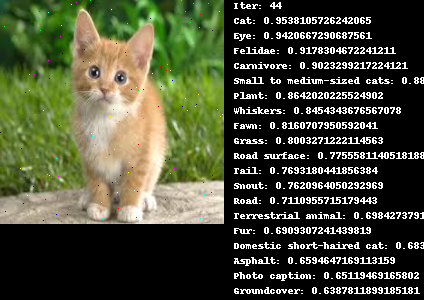 Iter: 44
Cat: 0.9538105726242065
Eye: 0.9420667290687561
Felidae: 0.9178304672241211
Carnivore: 0.9023299217224121
Small to medium-sized cats: 0.88
Plant: 0.8642020225524902
Whiskers: 0.8454343676567078
Fawn: 0.8160707950592041
Grass: 0.8003271222114563
Road surface: 0.7755581140518188
Tail: 0.7693180441856384
Snout: 0.7620964050292969
Road: 0.7110955715179443
Terrestrial animal: 0.6984273791
Fur: 0.6909307241439819
Domestic short-haired cat: 0.683
Asphalt: 0.6594647169113159
Photo caption: 0.65119469165802
Groundcover: 0.6387811899185181